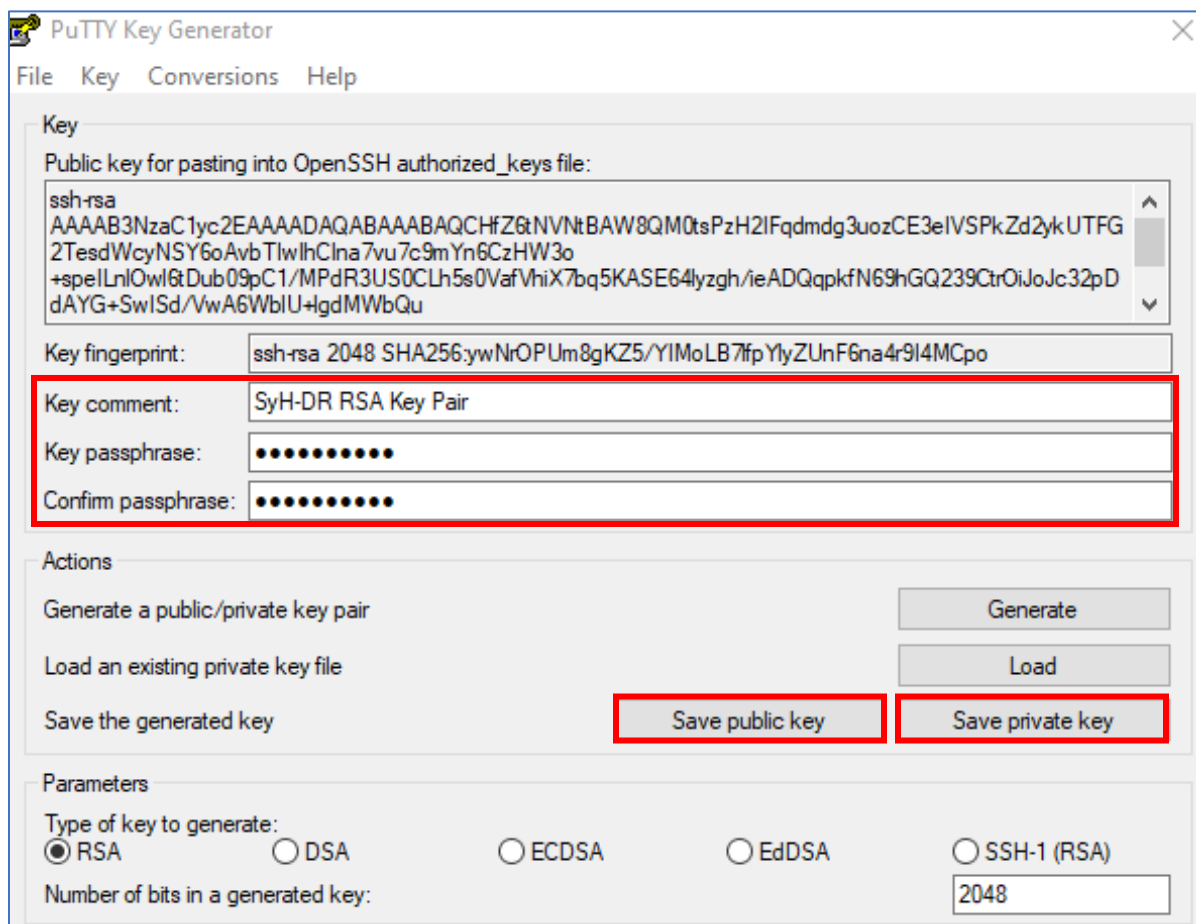 PuTTY Key Generator
File Key Conversions Help
Key
Public key for pasting into OpenSSH authorized_keys file:
ssh-rsa
AAAAB3NzaC1yc2EAAAADAQABAAABAQCHfZ6tNVNtBAW8QM0tsPzH2IFqdmdg3uozCE3eIVSPkZd2ykUTFG
2TesdWcyNSY6oAvbTIwIhCIna7vu7c9mYn6CzHW3o
+speILnIOwI6tDub09pC1/MPdR3US0CLh5s0VafVhiX7bq5KASE64lyzgh/ieADQqpkfN69hGQ239CtrOiJoJc32pD
dAYG+SwISd/VwA6WbIU+IgdMWbQu
Key fingerprint: ssh-rsa 2048 SHA256:ywNrOPUm8gKZ5/YIMoLB7lfpYIyZUnF6na4r9I4MCpo
Key comment: SyH-DR RSA Key Pair
Key passphrase: ●●●●●●●●●●
Confirm passphrase: ●●●●●●●●●●
Actions
Generate a public/private key pair Generate
Load an existing private key file Load
Save the generated key Save public key Save private key
Parameters
Type of key to generate:
RSA DSA ECDSA EdDSA SSH-1 (RSA)
Number of bits in a generated key: 2048